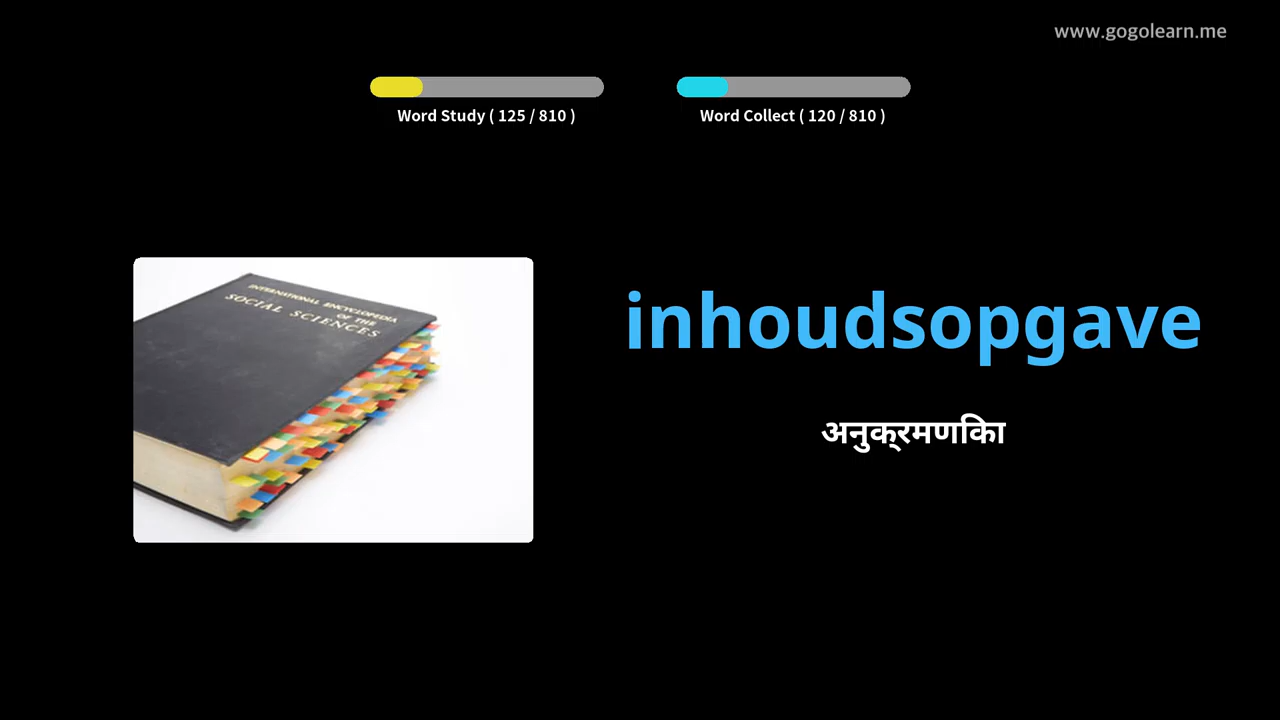 www.gogolearn.me
Word Study ( 125 / 810 )
Word Collect ( 120 / 810 )
INTERNATIONAL ENCYCLOPEDIA
OF THE
SOCIAL SCIENCES
inhoudsopgave
अनुक्रमणिका